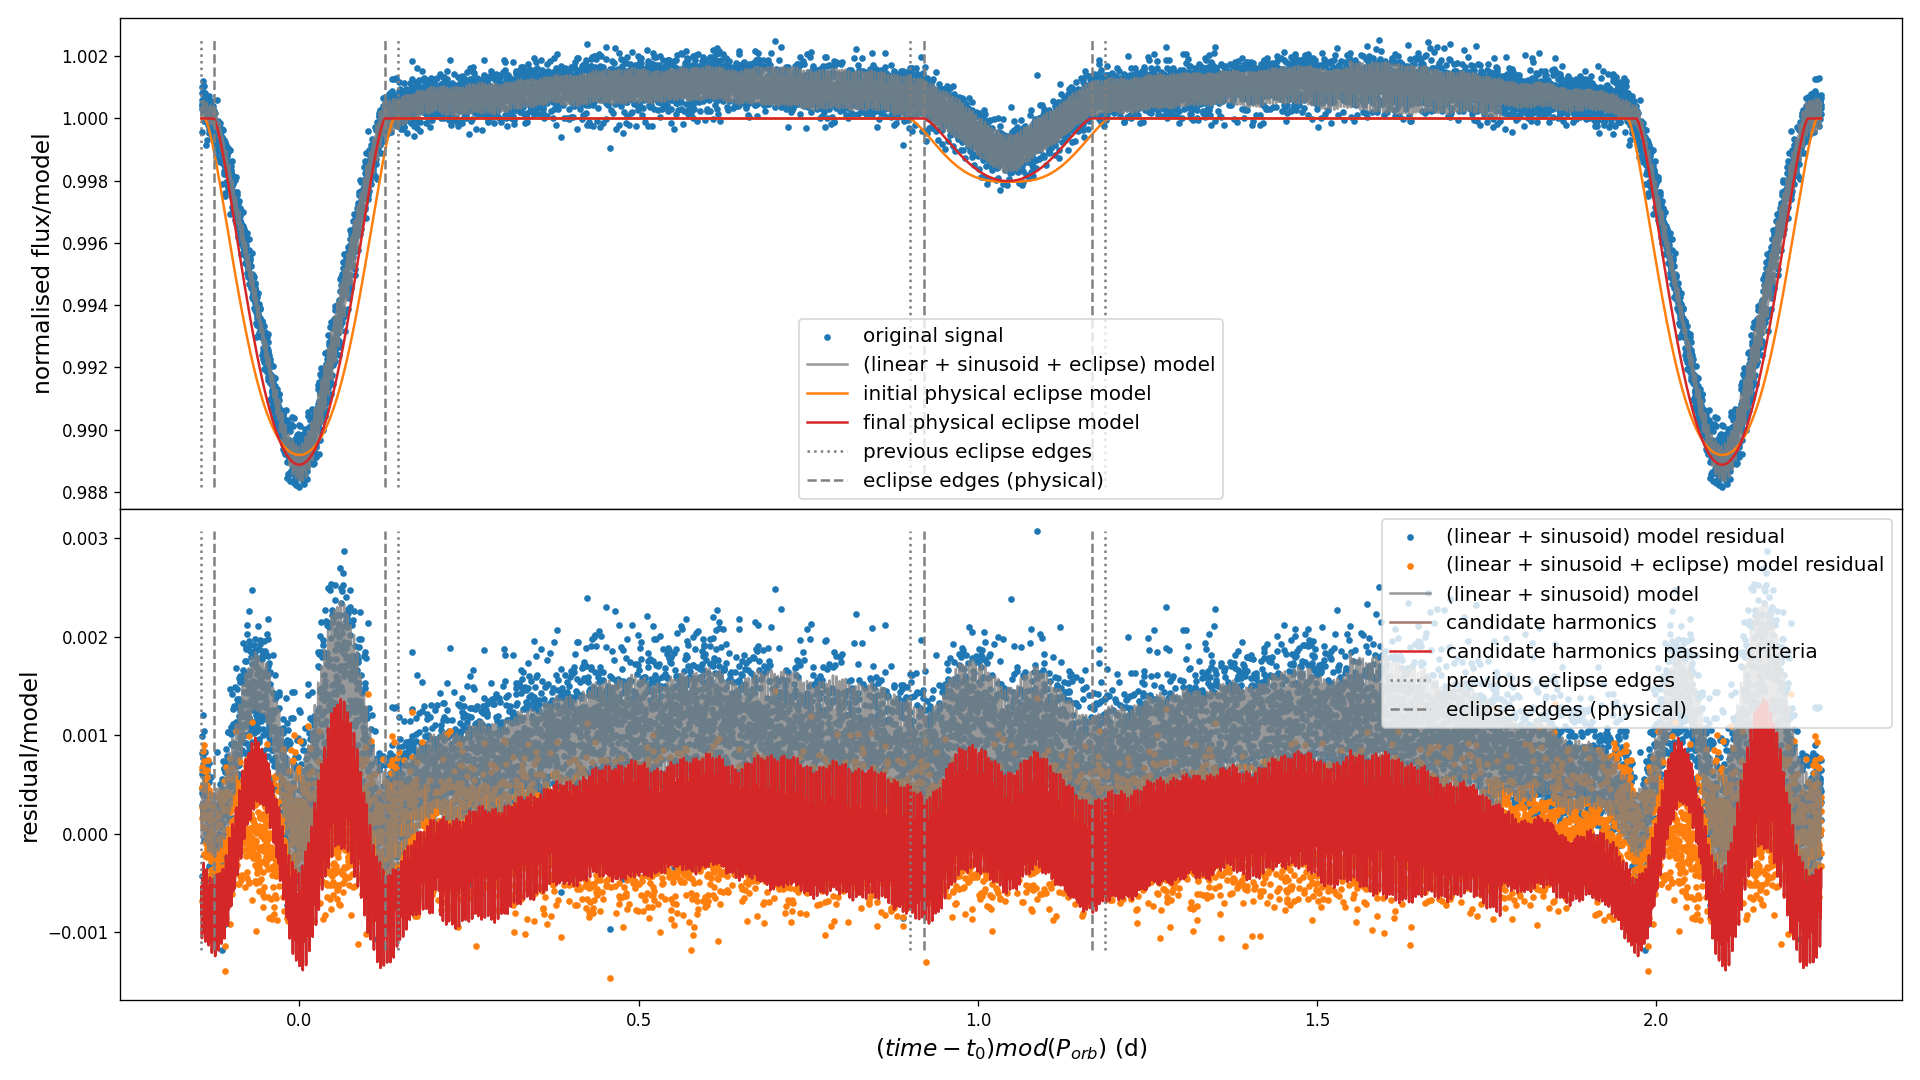 normalised flux/model
1.002
1.000
0.998
0.996
0.994
0.992
0.990
0.988
original signal
(linear + sinusoid + eclipse) model
initial physical eclipse model
final physical eclipse model
previous eclipse edges
eclipse edges (physical)
residual/model
0.003
0.002
0.001
0.000
−0.001
(linear + sinusoid) model residual
(linear + sinusoid + eclipse) model residual
(linear + sinusoid) model
candidate harmonics
candidate harmonics passing criteria
previous eclipse edges
eclipse edges (physical)
0.0 0.5 1.0 1.5 2.0
(time − t₀)mod(P_orb) (d)